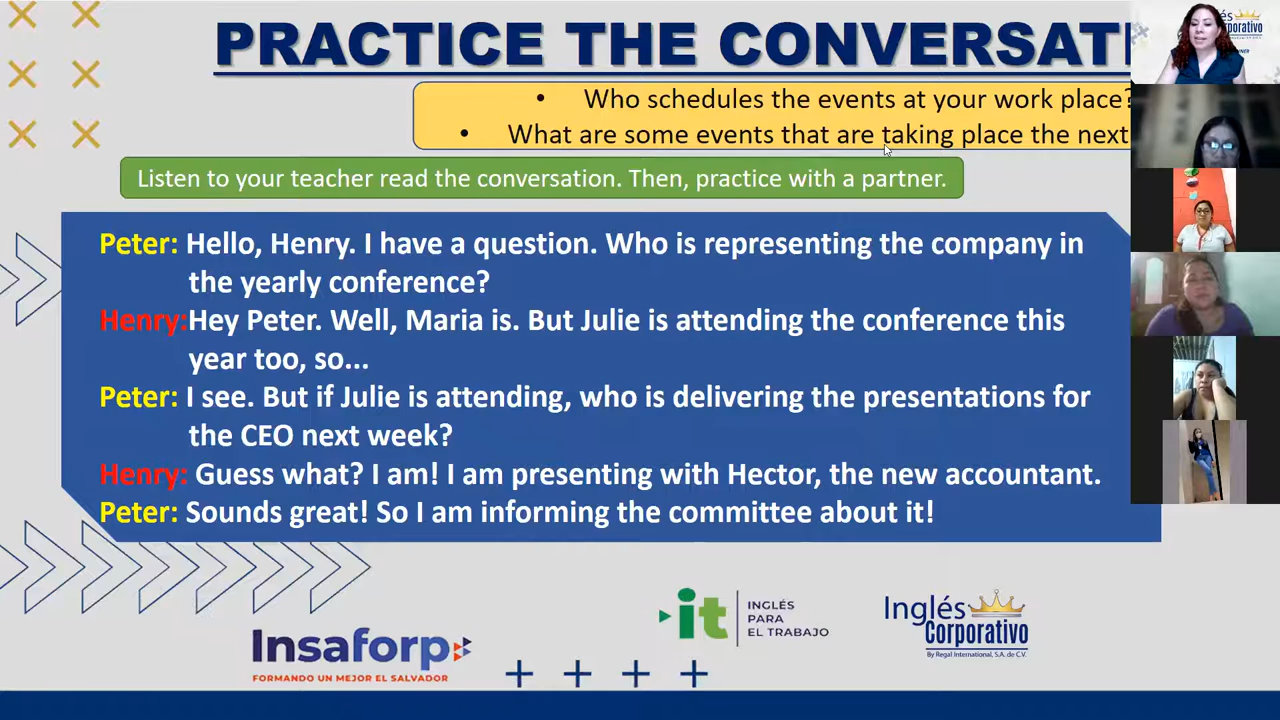 PRACTICE THE CONVERSATI
• Who schedules the events at your work place?
• What are some events that are taking place the next
Listen to your teacher read the conversation. Then, practice with a partner.
Peter: Hello, Henry. I have a question. Who is representing the company in
the yearly conference?
Henry:Hey Peter. Well, Maria is. But Julie is attending the conference this
year too, so...
Peter: I see. But if Julie is attending, who is delivering the presentations for
the CEO next week?
Henry: Guess what? I am! I am presenting with Hector, the new accountant.
Peter: Sounds great! So I am informing the committee about it!
Insaforp
FORMANDO UN MEJOR EL SALVADOR
it
INGLÉS
PARA
EL TRABAJO
Inglés
Corporativo
By Regal International, S.A. de C.V.